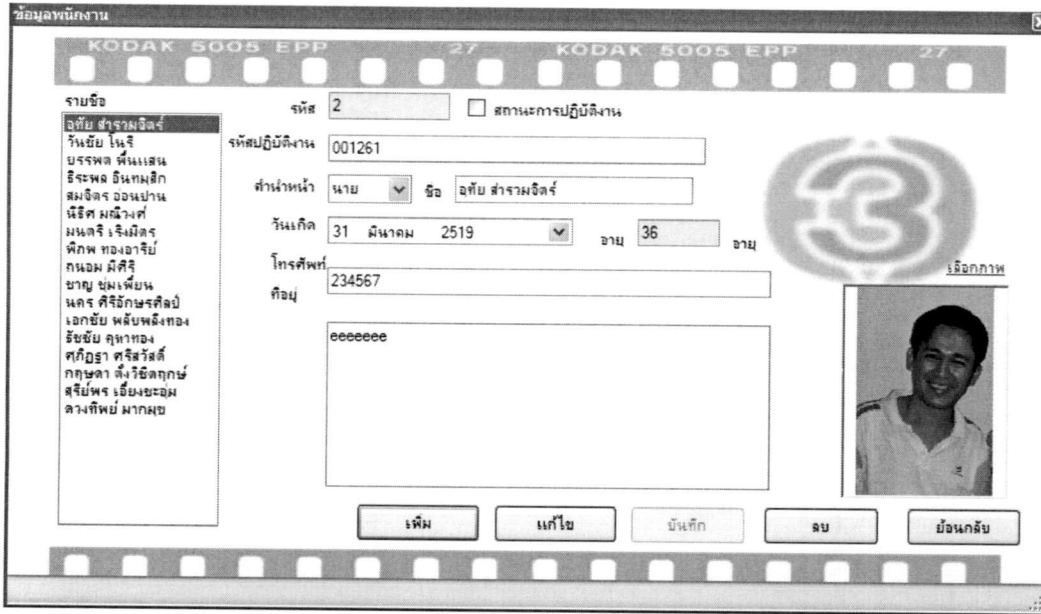 ข้อมูลพนักงาน
KODAK 5005 EPP 27 KODAK 5005 EPP 27
รายชื่อ
อุทัย สำรวมจิตร์
วันชัย โนรี
บรรพต พื้นแสน
ธีระพล อินทมุสิก
สมจิตร อ่อนปาน
นิธิศ มณีวงศ์
มนตรี เริงมิตร
พิภพ ทองอารีย์
ถนอม มีศิริ
ชาญ ชุ่มเพี้ยน
นคร ศิริอักษรศิลป์
เอกชัย พลับพลึงทอง
ธัชชัย คูหาทอง
ศุภิฏฐา ศรีสวัสดิ์
กฤษดา ตั้งวิชิตฤกษ์
สุรีย์พร เอี้ยงชะอุ่ม
ดวงทิพย์ มากมุข
รหัส 2 สถานะการปฏิบัติงาน
รหัสปฏิบัติงาน 001261
คำนำหน้า นาย ชื่อ อุทัย สำรวมจิตร์
วันเกิด 31 มีนาคม 2519 อายุ 36 อายุ
โทรศัพท์ 234567
ที่อยู่
eeeeeee
3
เลือกภาพ
เพิ่ม แก้ไข บันทึก ลบ ย้อนกลับ